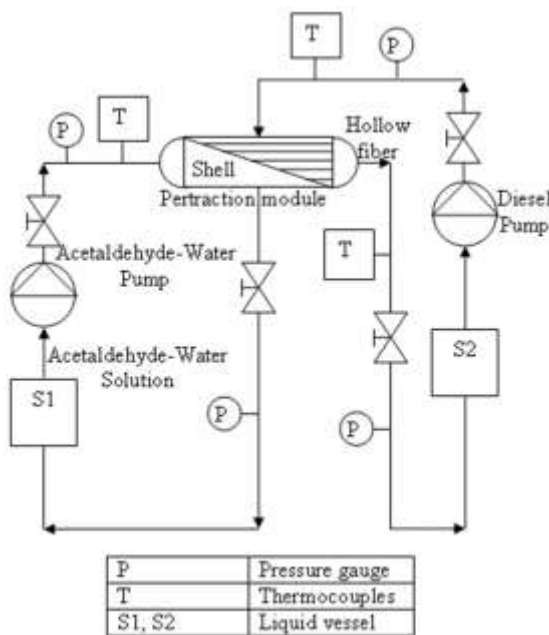 T
P
P
T
Hollow
fiber
Shell
Pertraction module
Diesel
Pump
Acetaldehyde-Water
Pump
T
Acetaldehyde-Water
Solution
S1
S2
P
P
P Pressure gauge
T Thermocouples
S1, S2 Liquid vessel